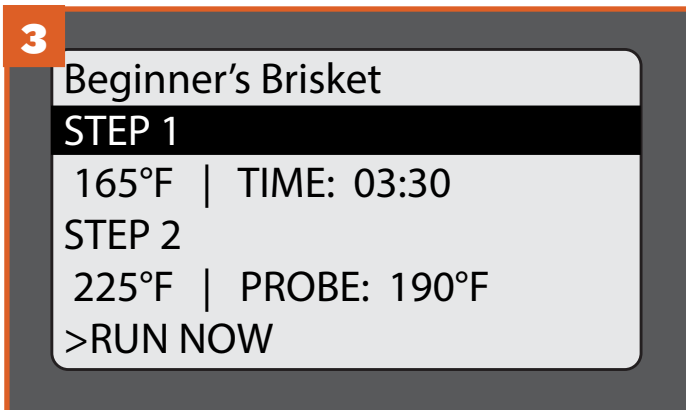 3
Beginner's Brisket
STEP 1
165°F | TIME: 03:30
STEP 2
225°F | PROBE: 190°F
>RUN NOW